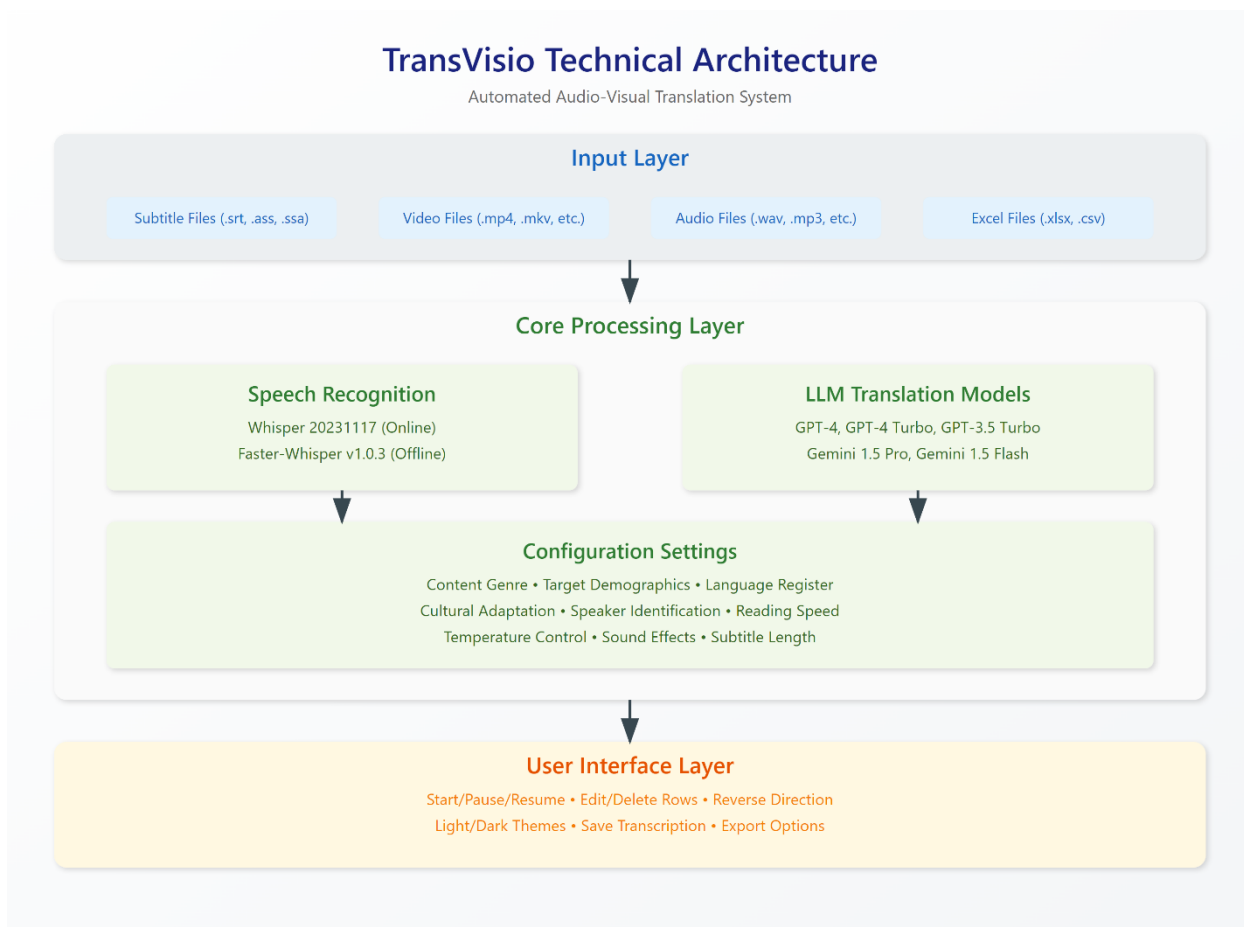 TransVisio Technical Architecture
Automated Audio-Visual Translation System
Input Layer
Subtitle Files (.srt, .ass, .ssa)
Video Files (.mp4, .mkv, etc.)
Audio Files (.wav, .mp3, etc.)
Excel Files (.xlsx, .csv)
Core Processing Layer
Speech Recognition
Whisper 20231117 (Online)
Faster-Whisper v1.0.3 (Offline)
LLM Translation Models
GPT-4, GPT-4 Turbo, GPT-3.5 Turbo
Gemini 1.5 Pro, Gemini 1.5 Flash
Configuration Settings
Content Genre • Target Demographics • Language Register
Cultural Adaptation • Speaker Identification • Reading Speed
Temperature Control • Sound Effects • Subtitle Length
User Interface Layer
Start/Pause/Resume • Edit/Delete Rows • Reverse Direction
Light/Dark Themes • Save Transcription • Export Options